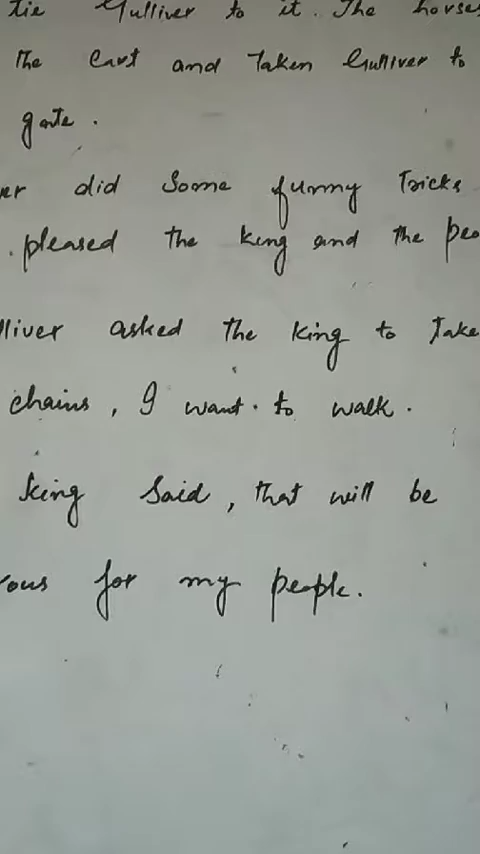 tie Gulliver to it. The horses
The Cart and Taken Gulliver to
gate.
did Some funny Tricks
. pleased the king and the
asked the king to Take
chains, I want. to walk.
king Said, that will be
for my people.